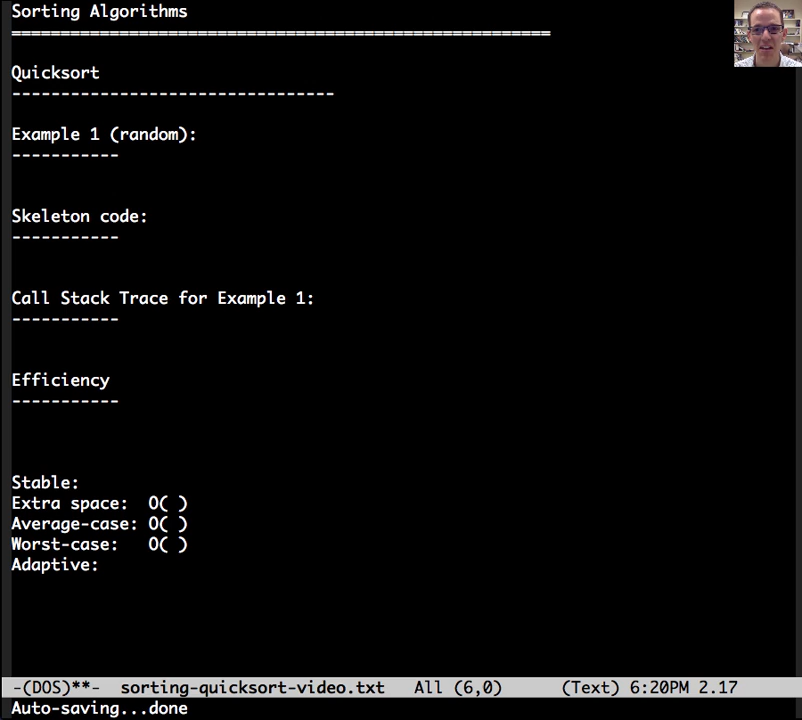 Sorting Algorithms
=======================================================
Quicksort
---------------------------------
Example 1 (random):
-----------
Skeleton code:
-----------
Call Stack Trace for Example 1:
-----------
Efficiency
-----------
Stable:
Extra space:  O( )
Average-case: O( )
Worst-case:   O( )
Adaptive:
-(DOS)**-  sorting-quicksort-video.txt   All (6,0)      (Text) 6:20PM 2.17
Auto-saving...done